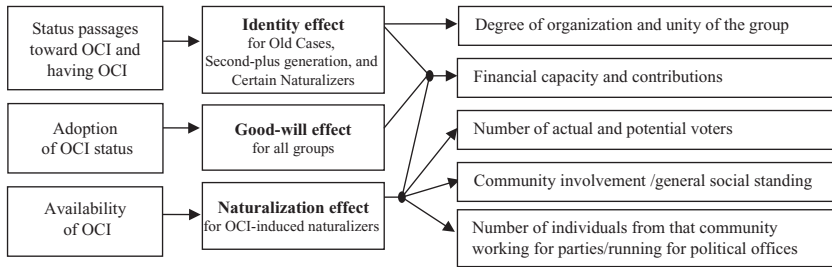 Status passages
toward OCI and
having OCI
Identity effect
for Old Cases,
Second-plus generation, and
Certain Naturalizers
Degree of organization and unity of the group
Financial capacity and contributions
Adoption
of OCI status
Good-will effect
for all groups
Number of actual and potential voters
Community involvement /general social standing
Availability
of OCI
Naturalization effect
for OCI-induced naturalizers
Number of individuals from that community
working for parties/running for political offices